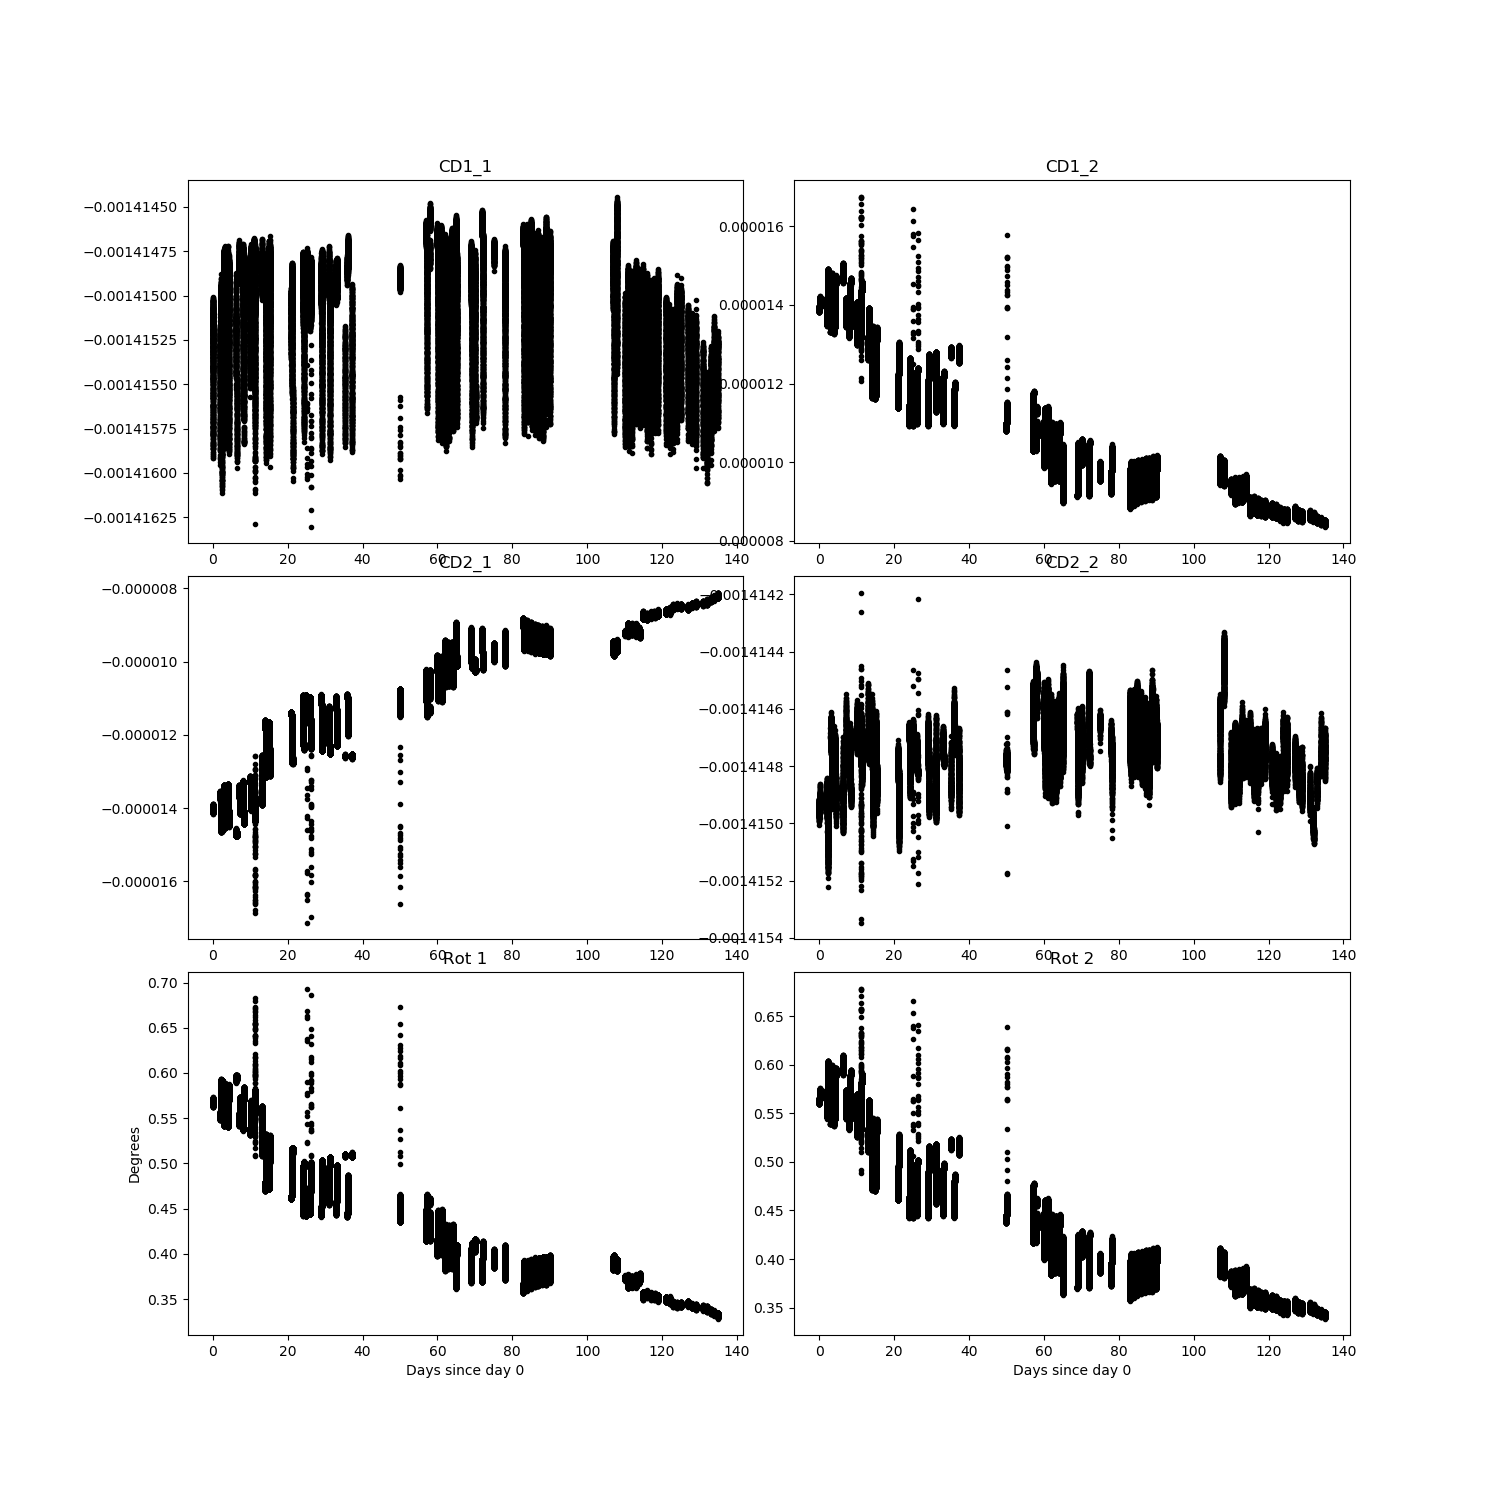 CD1_1
CD1_2
−0.00141450
−0.00141475
−0.00141500
−0.00141525
−0.00141550
−0.00141575
−0.00141600
−0.00141625
0.000016
0.000014
0.000012
0.000010
0.000008
0 20 40 60 80 100 120 140
0 20 40 60 80 100 120 140
CD2_1
CD2_2
−0.000008
−0.000010
−0.000012
−0.000014
−0.000016
−0.0014142
−0.0014144
−0.0014146
−0.0014148
−0.0014150
−0.0014152
−0.0014154
0 20 40 60 80 100 120 140
0 20 40 60 80 100 120 140
Rot 1
Rot 2
Degrees
0.70
0.65
0.60
0.55
0.50
0.45
0.40
0.35
0.65
0.60
0.55
0.50
0.45
0.40
0.35
0 20 40 60 80 100 120 140
0 20 40 60 80 100 120 140
Days since day 0
Days since day 0